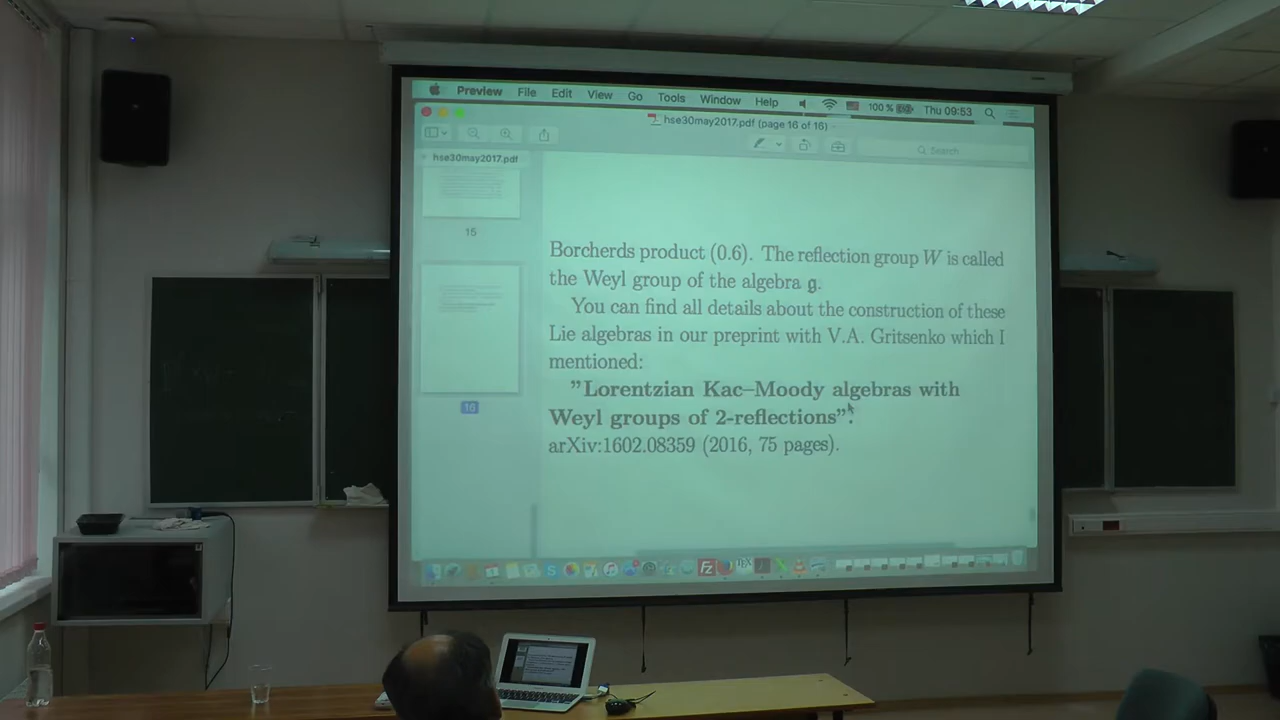 Preview File Edit View Go Tools Window Help 100 % Thu 09:53
hse30may2017.pdf (page 16 of 16)
Search
hse30may2017.pdf
15
16
Borcherds product (0.6). The reflection group W is called
the Weyl group of the algebra 𝔤.
You can find all details about the construction of these
Lie algebras in our preprint with V.A. Gritsenko which I
mentioned:
"Lorentzian Kac–Moody algebras with
Weyl groups of 2-reflections".
arXiv:1602.08359 (2016, 75 pages).